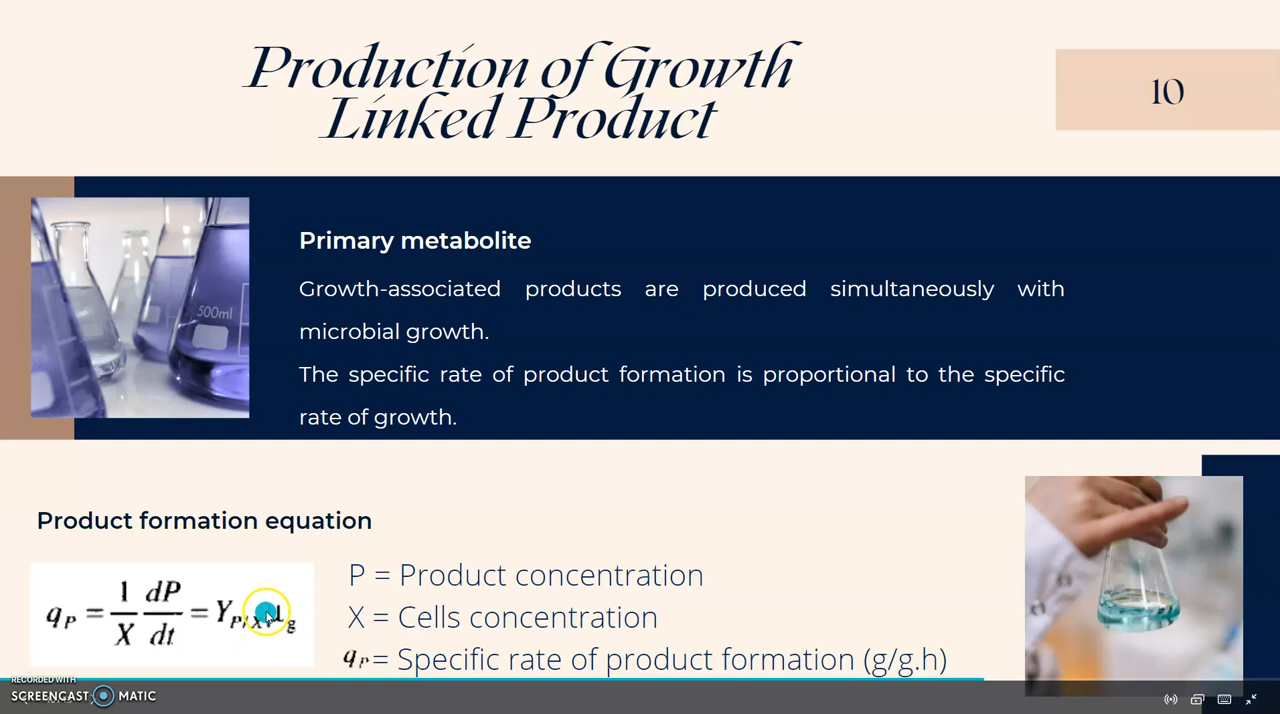 Production of Growth
Linked Product
10
500ml
Primary metabolite
Growth-associated products are produced simultaneously with
microbial growth.
The specific rate of product formation is proportional to the specific
rate of growth.
Product formation equation
q_P = 1/X dP/dt = Y_P/X μ_g
P = Product concentration
X = Cells concentration
q_P = Specific rate of product formation (g/g.h)
RECORDED WITH
SCREENCAST MATIC